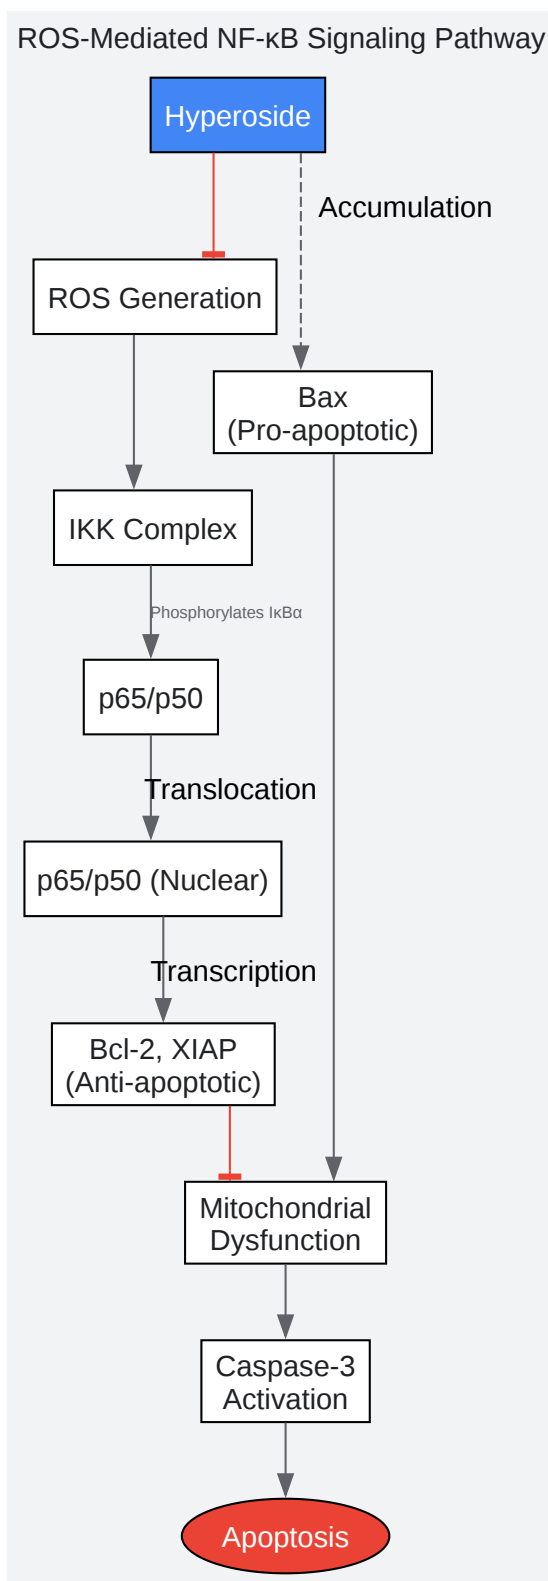 ROS-Mediated NF-κB Signaling Pathway
Hyperoside
Accumulation
ROS Generation
Bax
(Pro-apoptotic)
IKK Complex
Phosphorylates IκBα
p65/p50
Translocation
p65/p50 (Nuclear)
Transcription
Bcl-2, XIAP
(Anti-apoptotic)
Mitochondrial
Dysfunction
Caspase-3
Activation
Apoptosis